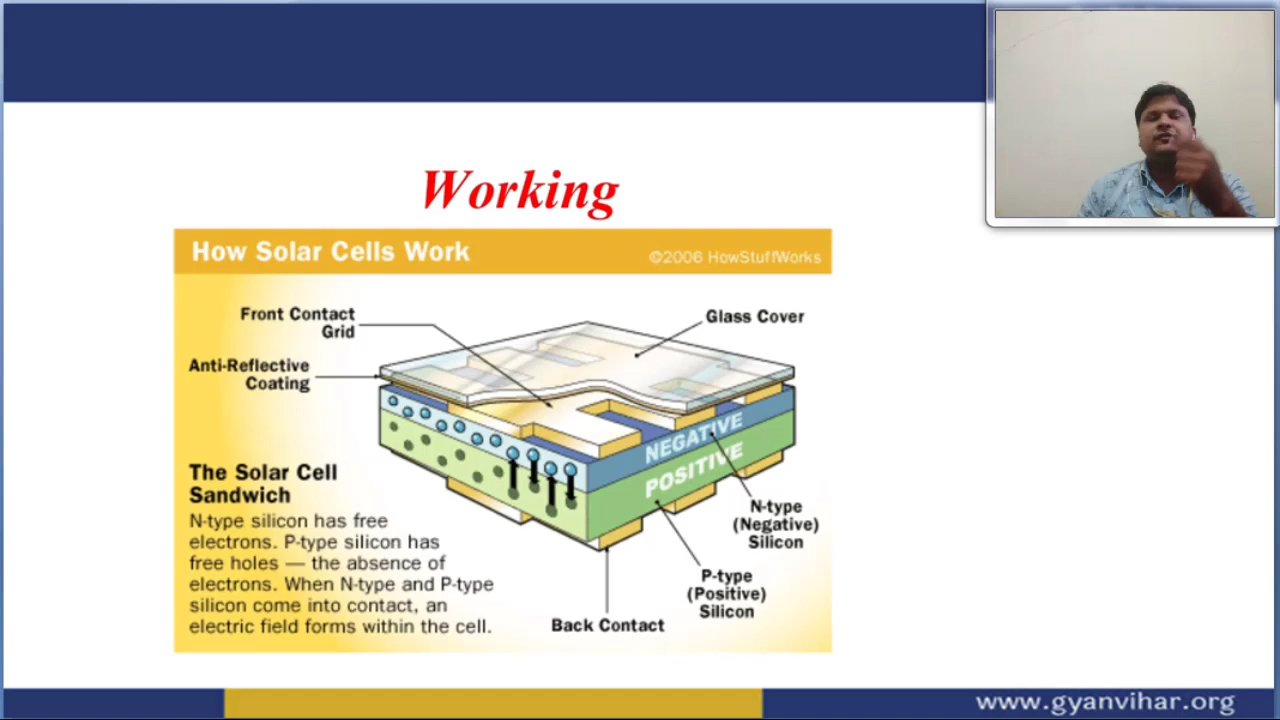 Working
How Solar Cells Work
©2006 HowStuffWorks
Front Contact
Grid
Glass Cover
Anti-Reflective
Coating
NEGATIVE
POSITIVE
The Solar Cell
Sandwich
N-type silicon has free
electrons. P-type silicon has
free holes — the absence of
electrons. When N-type and P-type
silicon come into contact, an
electric field forms within the cell.
N-type
(Negative)
Silicon
P-type
(Positive)
Silicon
Back Contact
www.gyanvihar.org